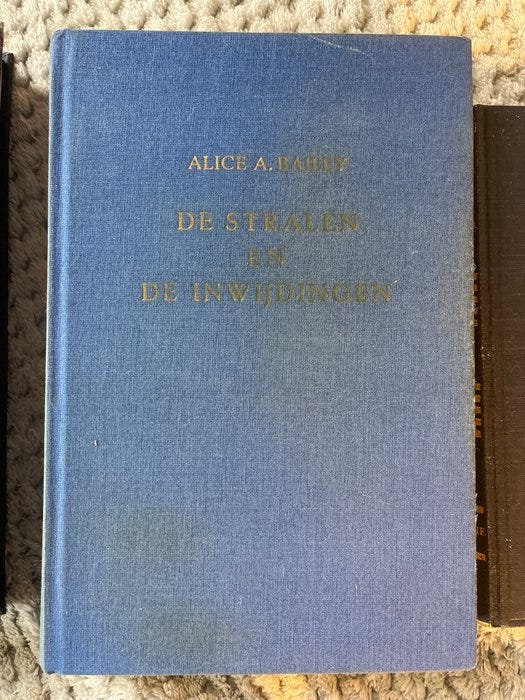 ALICE A. BAILEY
DE STRALEN
EN
DE INWIJDINGEN